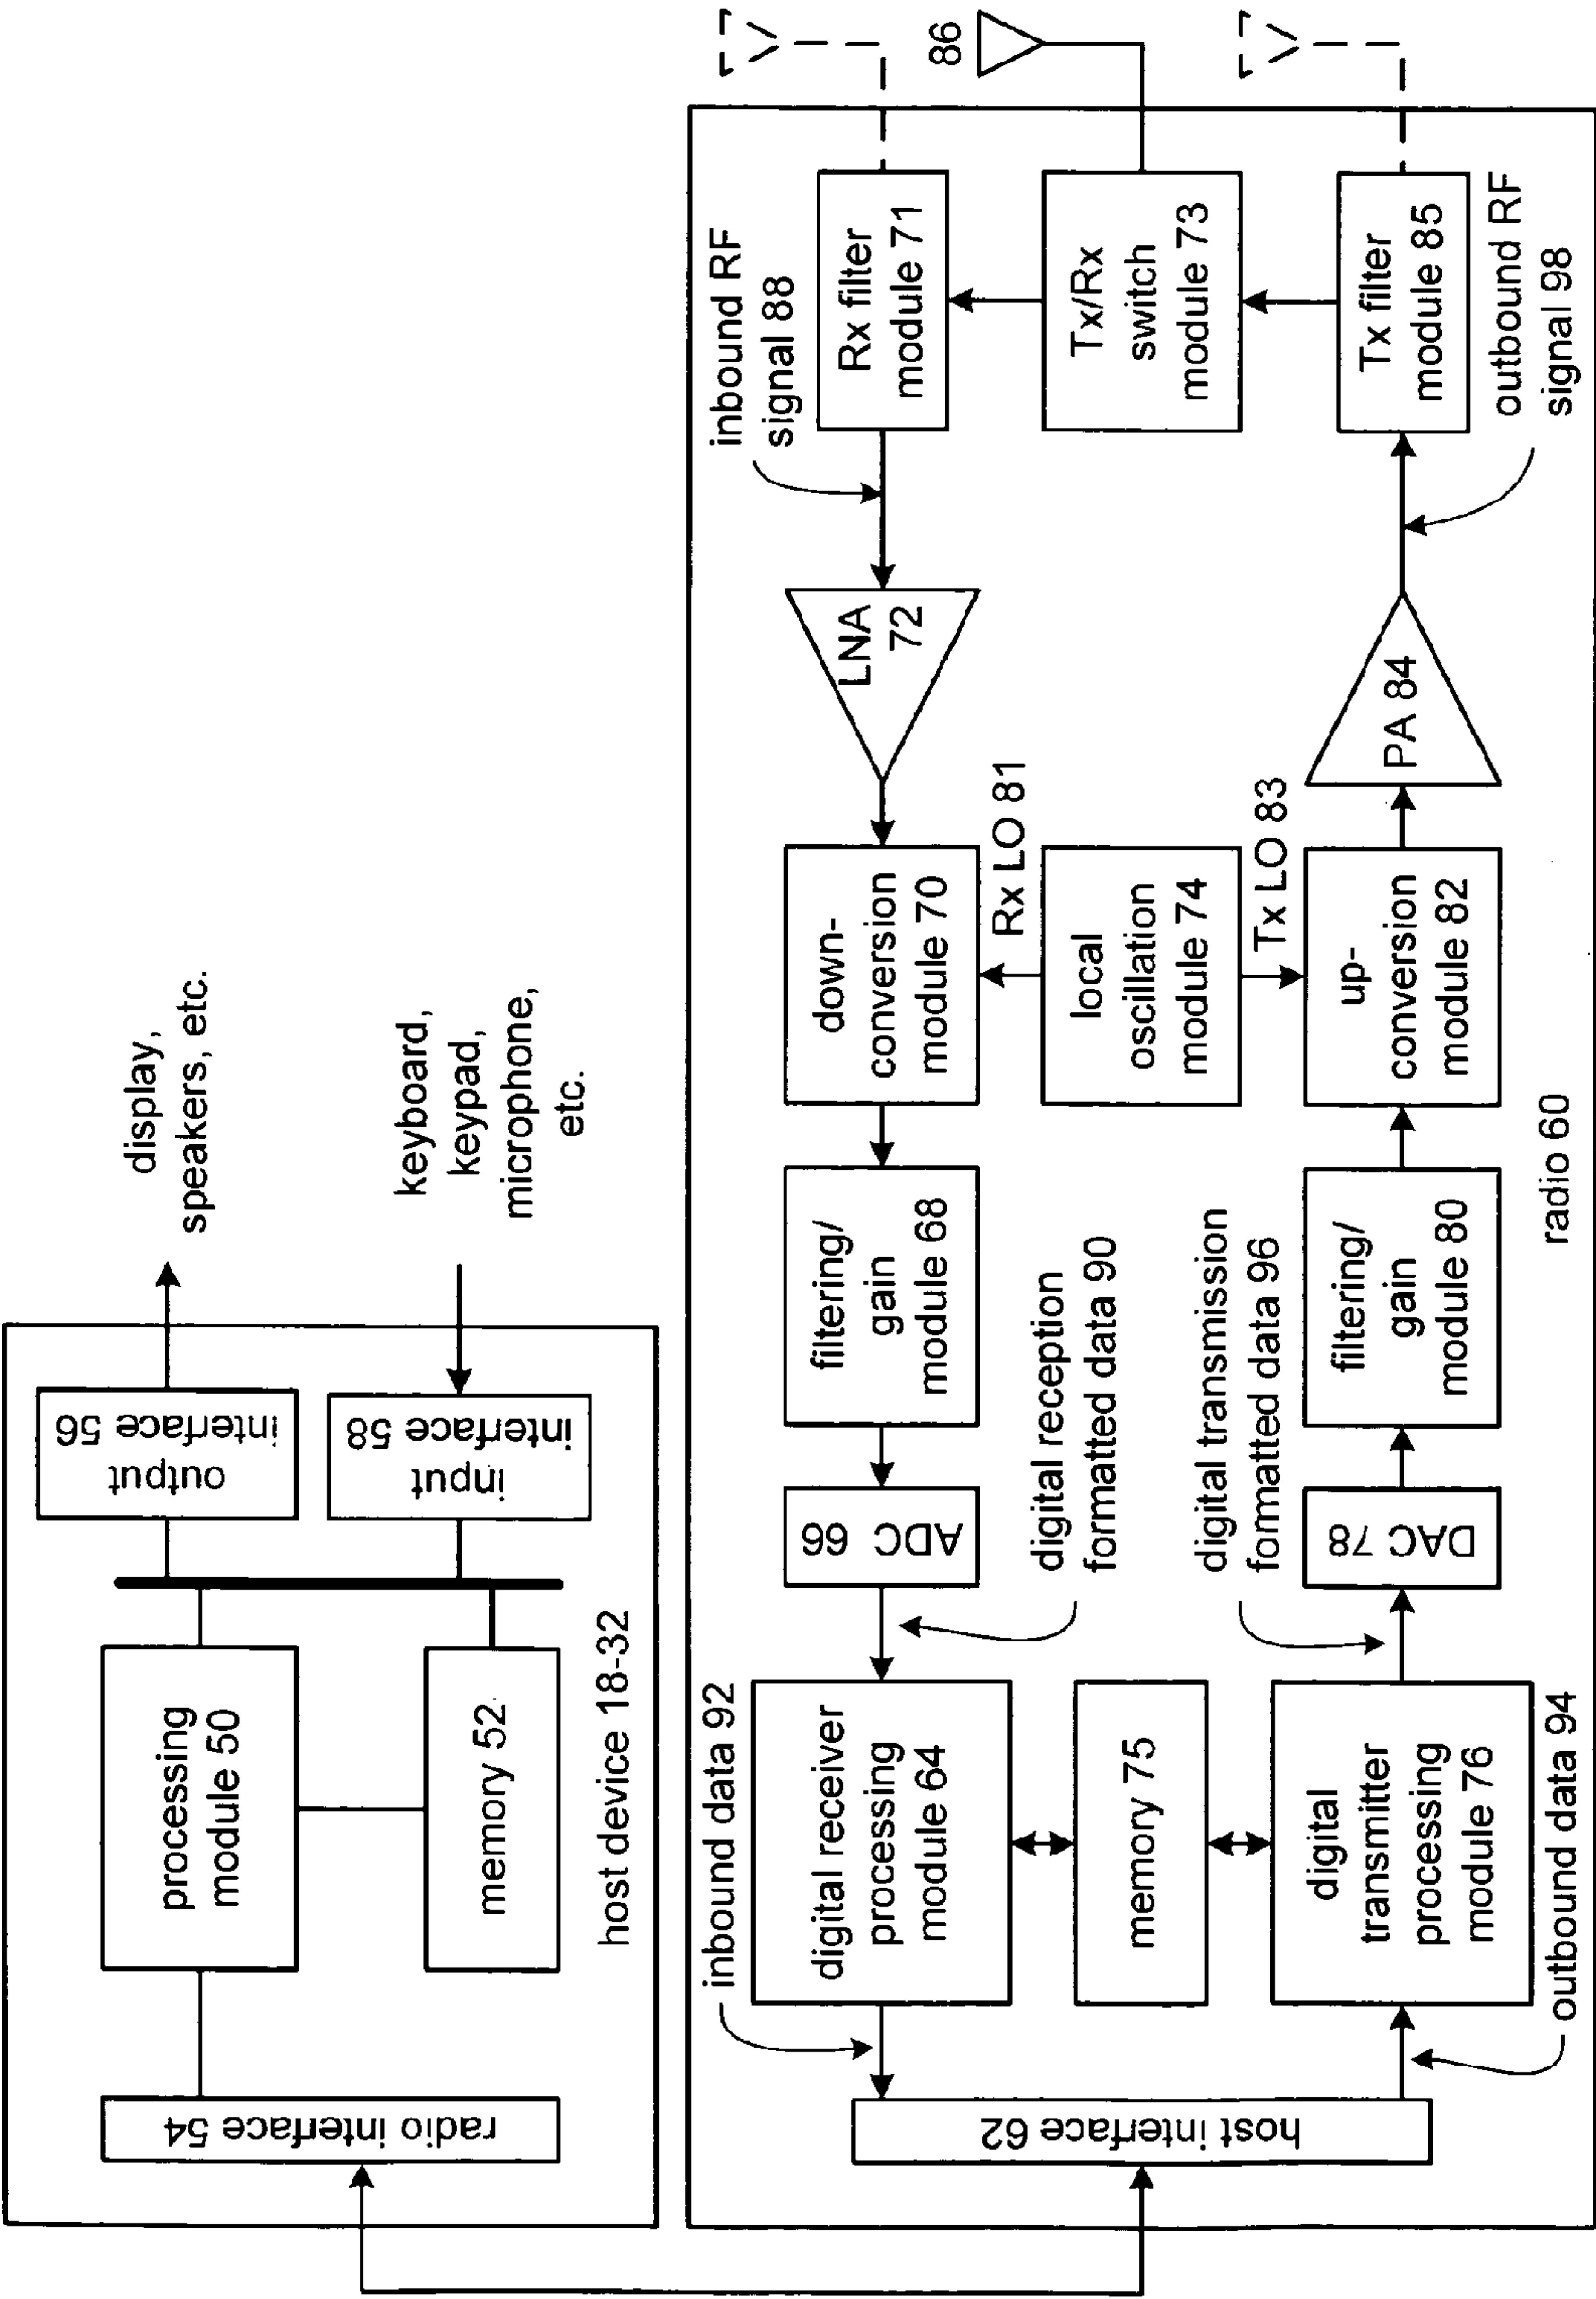 display,
speakers, etc.
keyboard,
keypad,
microphone,
etc.
output
interface 56
input
interface 58
processing
module 50
memory 52
radio interface 54
host device 18-32
86
inbound RF
signal 88
Rx filter
module 71
Tx/Rx
switch
module 73
Tx filter
module 85
outbound RF
signal 98
LNA
72
PA 84
down-
conversion
module 70
Rx LO 81
local
oscillation
module 74
Tx LO 83
up-
conversion
module 82
filtering/
gain
module 68
filtering/
gain
module 80
radio 60
ADC 66
digital reception
formatted data 90
digital transmission
formatted data 96
DAC 78
inbound data 92
digital receiver
processing
module 64
memory 75
digital
transmitter
processing
module 76
outbound data 94
host interface 62